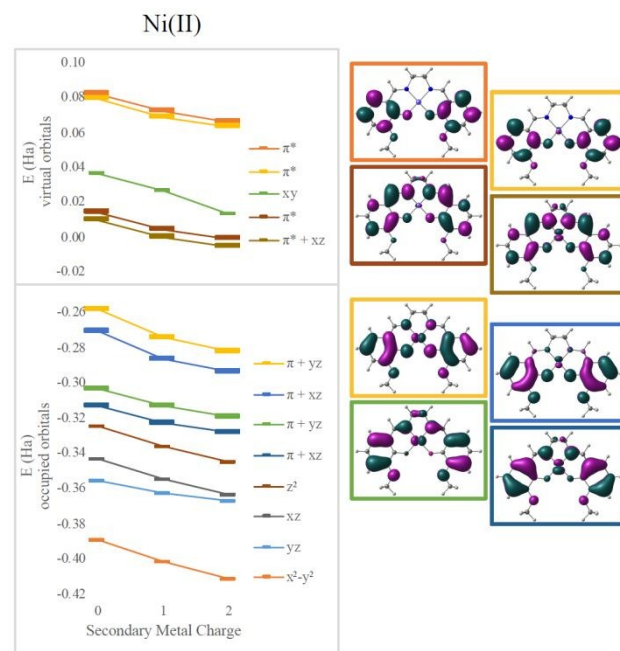 Ni(II)
0.10
0.08
0.06
0.04
0.02
0.00
-0.02
E (Ha)
virtual orbitals
π*
π*
xy
π*
π* + xz
-0.26
-0.28
-0.30
-0.32
-0.34
-0.36
-0.38
-0.40
-0.42
E (Ha)
occupied orbitals
π + yz
π + xz
π + yz
π + xz
z²
xz
yz
x²-y²
0 1 2
Secondary Metal Charge